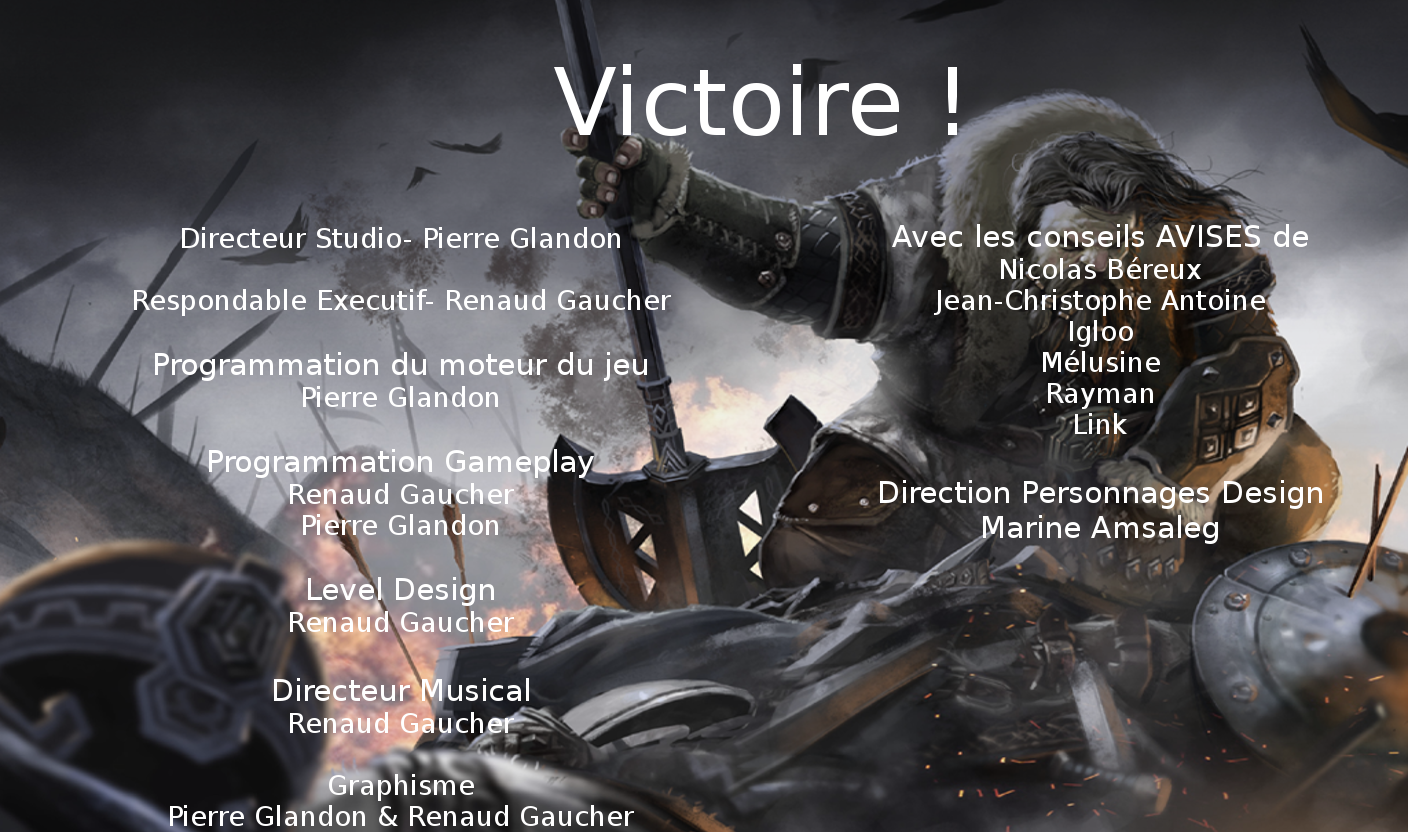 Victoire !
Directeur Studio- Pierre Glandon
Respondable Executif- Renaud Gaucher
Programmation du moteur du jeu
Pierre Glandon
Programmation Gameplay
Renaud Gaucher
Pierre Glandon
Level Design
Renaud Gaucher
Directeur Musical
Renaud Gaucher
Graphisme
Pierre Glandon & Renaud Gaucher
Avec les conseils AVISES de
Nicolas Béreux
Jean-Christophe Antoine
Igloo
Mélusine
Rayman
Link
Direction Personnages Design
Marine Amsaleg